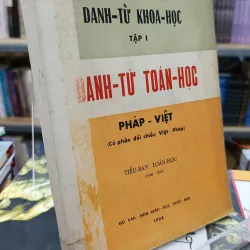 DANH-TỪ KHOA-HỌC
TẬP I
DANH-TỪ TOÁN-HỌC
PHÁP - VIỆT
(Có phần đối chiếu Việt - Pháp)
TIỂU-BAN TOÁN-HỌC